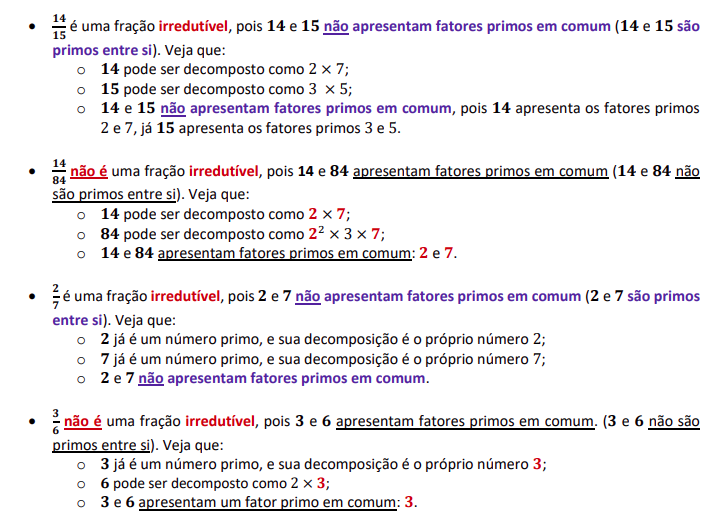 • 14/15 é uma fração irredutível, pois 14 e 15 não apresentam fatores primos em comum (14 e 15 são
primos entre si). Veja que:
o 14 pode ser decomposto como 2 × 7;
o 15 pode ser decomposto como 3 × 5;
o 14 e 15 não apresentam fatores primos em comum, pois 14 apresenta os fatores primos
2 e 7, já 15 apresenta os fatores primos 3 e 5.
• 14/84 não é uma fração irredutível, pois 14 e 84 apresentam fatores primos em comum (14 e 84 não
são primos entre si). Veja que:
o 14 pode ser decomposto como 2 × 7;
o 84 pode ser decomposto como 2² × 3 × 7;
o 14 e 84 apresentam fatores primos em comum: 2 e 7.
• 2/7 é uma fração irredutível, pois 2 e 7 não apresentam fatores primos em comum (2 e 7 são primos
entre si). Veja que:
o 2 já é um número primo, e sua decomposição é o próprio número 2;
o 7 já é um número primo, e sua decomposição é o próprio número 7;
o 2 e 7 não apresentam fatores primos em comum.
• 3/6 não é uma fração irredutível, pois 3 e 6 apresentam fatores primos em comum. (3 e 6 não são
primos entre si). Veja que:
o 3 já é um número primo, e sua decomposição é o próprio número 3;
o 6 pode ser decomposto como 2 × 3;
o 3 e 6 apresentam um fator primo em comum: 3.